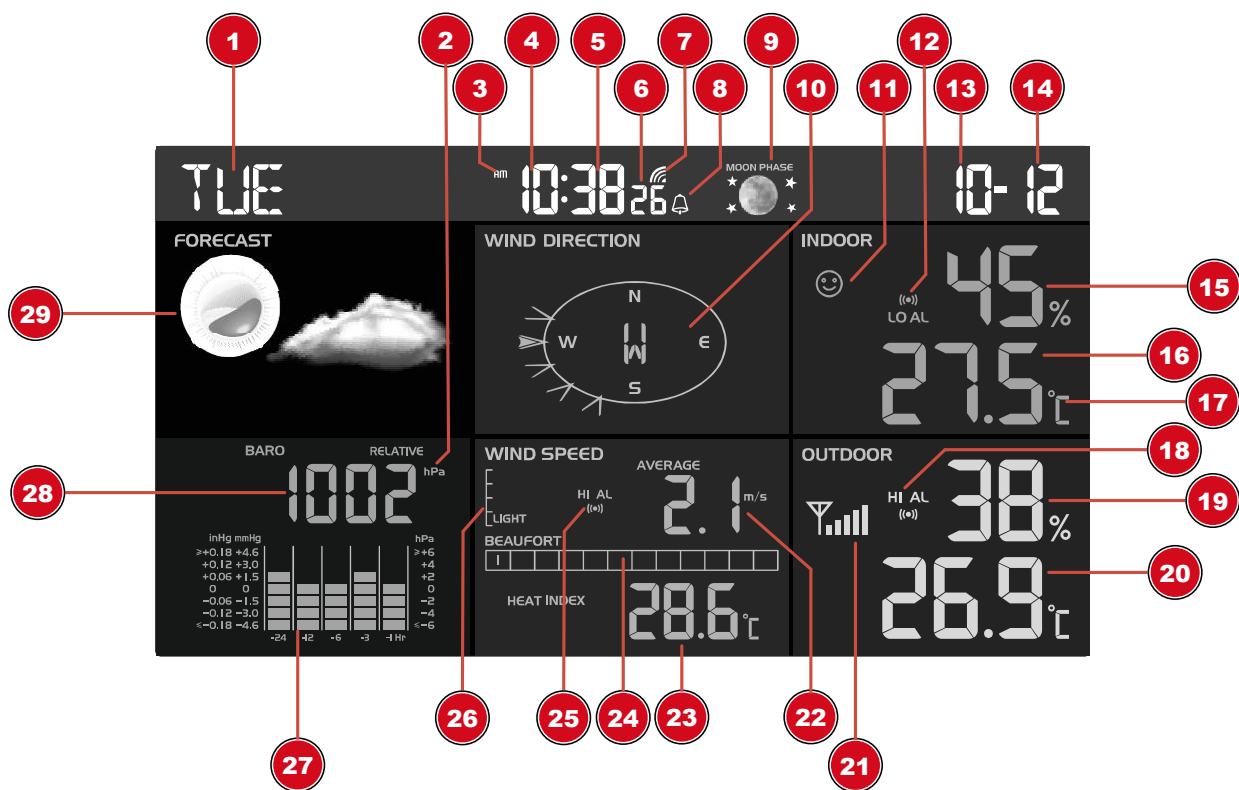 1
2
3
4
5
6
7
8
9
10
11
12
13
14
TUE
AM 10:38 26
MOON PHASE
10-12
FORECAST
WIND DIRECTION
N
W
W
E
S
INDOOR
LO AL
45 %
27.5 °C
15
16
17
29
28
BARO
RELATIVE
1002 hPa
inHg mmHg
hPa
≥+0.18 +4.6
≥+6
+0.12 +3.0
+4
+0.06 +1.5
+2
0 0
0
-0.06 -1.5
-2
-0.12 -3.0
-4
≤-0.18 -4.6
≤-6
-24 -12 -6 -3 -1 Hr
WIND SPEED
LIGHT
HI AL
AVERAGE
2.1 m/s
BEAUFORT
1
HEAT INDEX
28.6 °C
OUTDOOR
HI AL
38 %
26.9 °C
18
19
20
21
22
23
24
25
26
27